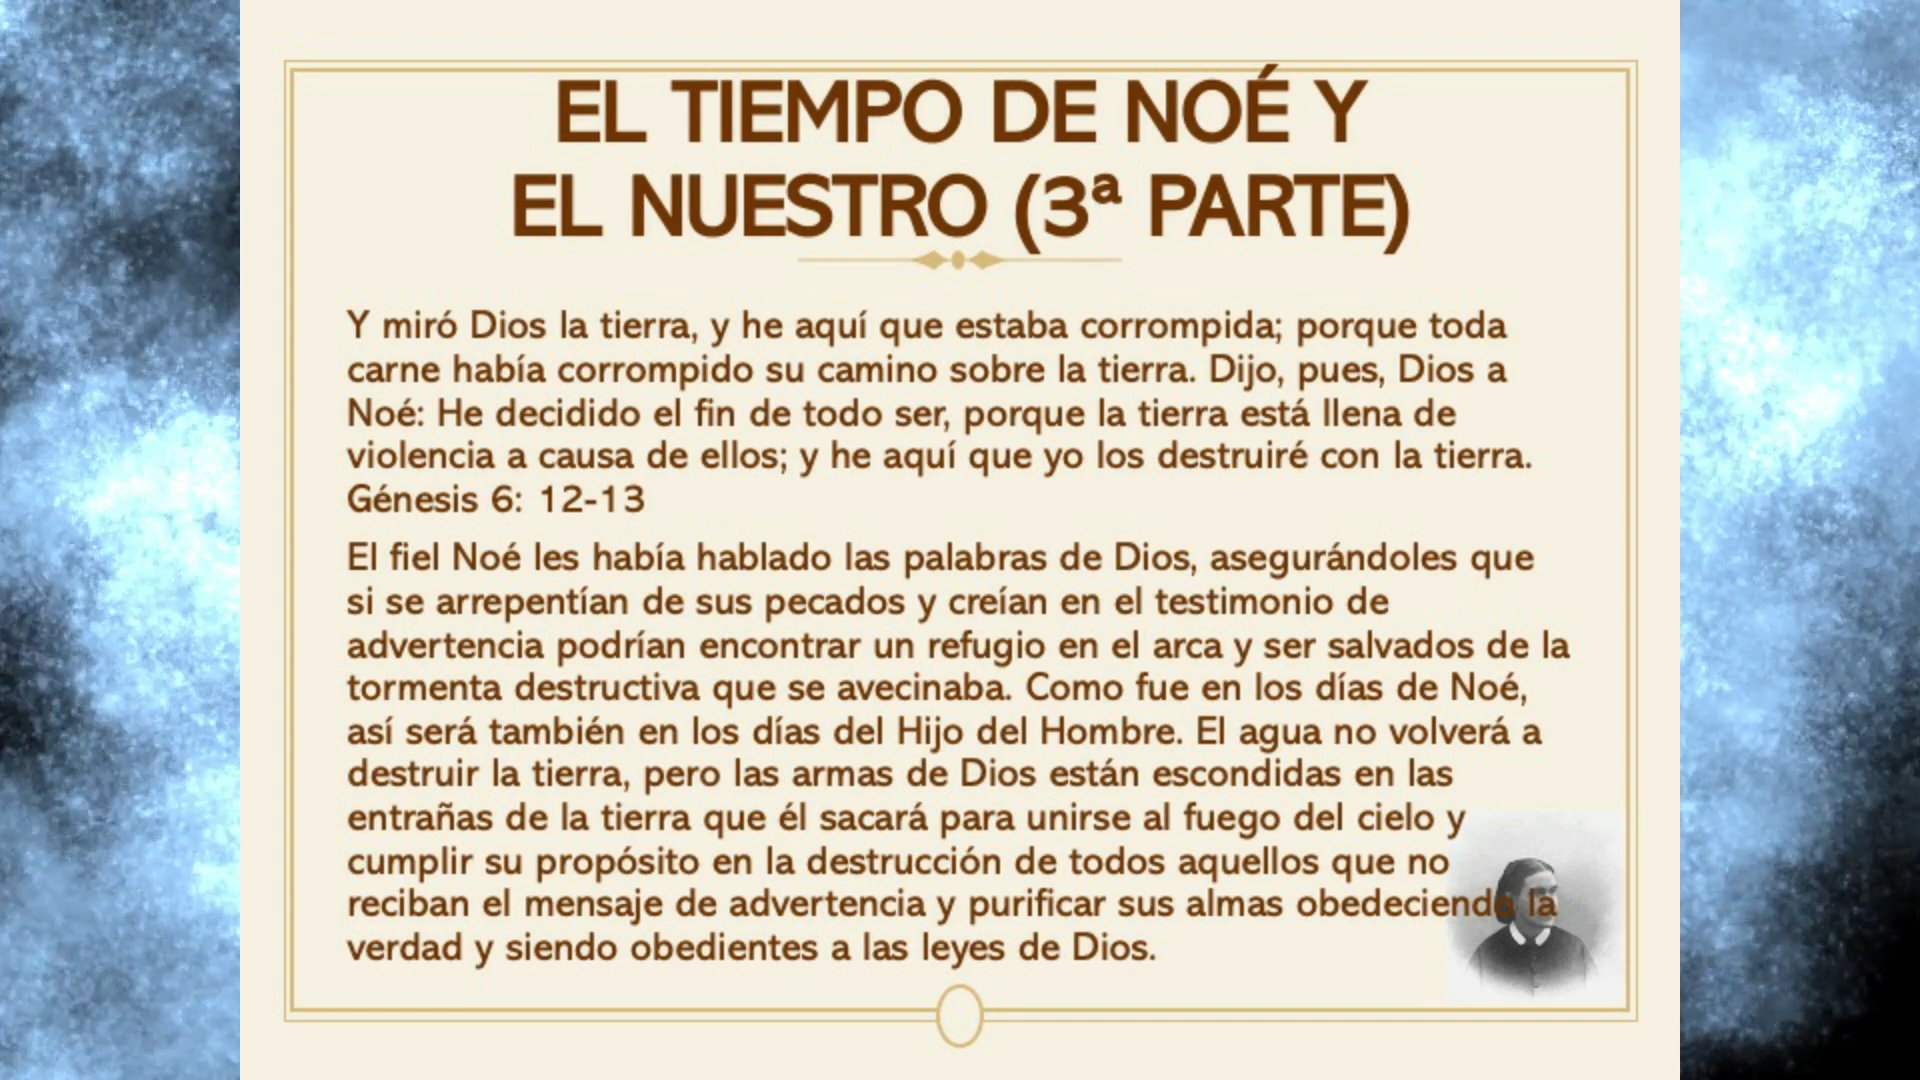 EL TIEMPO DE NOÉ Y
EL NUESTRO (3ª PARTE)
Y miró Dios la tierra, y he aquí que estaba corrompida; porque toda
carne había corrompido su camino sobre la tierra. Dijo, pues, Dios a
Noé: He decidido el fin de todo ser, porque la tierra está llena de
violencia a causa de ellos; y he aquí que yo los destruiré con la tierra.
Génesis 6: 12-13
El fiel Noé les había hablado las palabras de Dios, asegurándoles que
si se arrepentían de sus pecados y creían en el testimonio de
advertencia podrían encontrar un refugio en el arca y ser salvados de la
tormenta destructiva que se avecinaba. Como fue en los días de Noé,
así será también en los días del Hijo del Hombre. El agua no volverá a
destruir la tierra, pero las armas de Dios están escondidas en las
entrañas de la tierra que él sacará para unirse al fuego del cielo y
cumplir su propósito en la destrucción de todos aquellos que no
reciban el mensaje de advertencia y purificar sus almas obedeciendo la
verdad y siendo obedientes a las leyes de Dios.